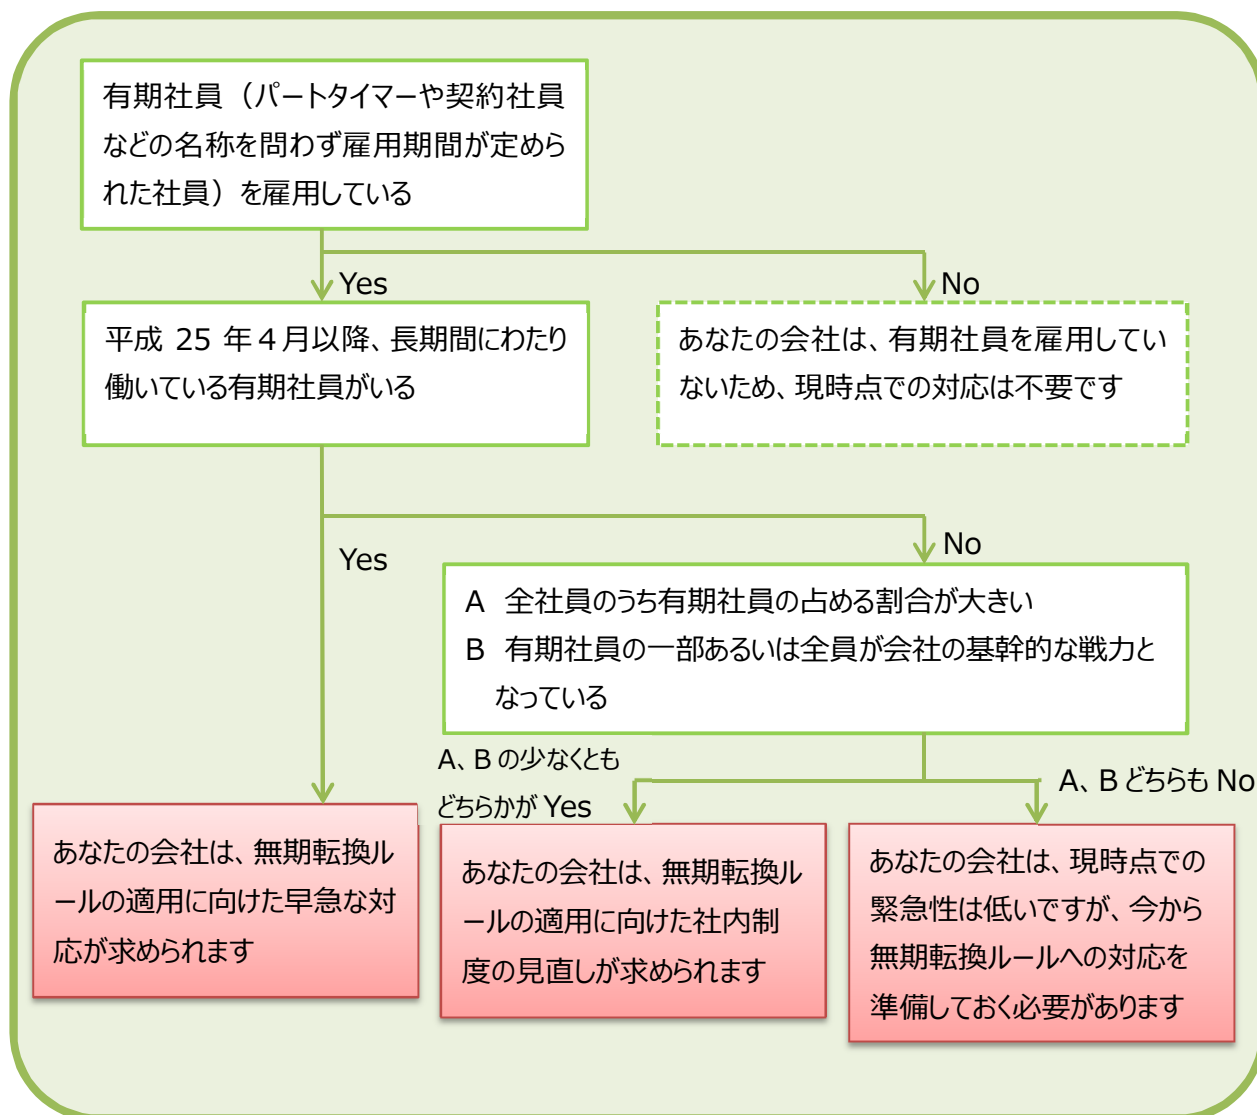 有期社員（パートタイマーや契約社員
などの名称を問わず雇用期間が定めら
れた社員）を雇用している
Yes
No
平成 25 年４月以降、長期間にわたり
働いている有期社員がいる
あなたの会社は、有期社員を雇用してい
ないため、現時点での対応は不要です
Yes
No
A 全社員のうち有期社員の占める割合が大きい
B 有期社員の一部あるいは全員が会社の基幹的な戦力と
なっている
A、B の少なくとも
どちらかが Yes
A、B どちらも No
あなたの会社は、無期転換ル
ールの適用に向けた早急な対
応が求められます
あなたの会社は、無期転換ル
ールの適用に向けた社内制
度の見直しが求められます
あなたの会社は、現時点での
緊急性は低いですが、今から
無期転換ルールへの対応を
準備しておく必要があります